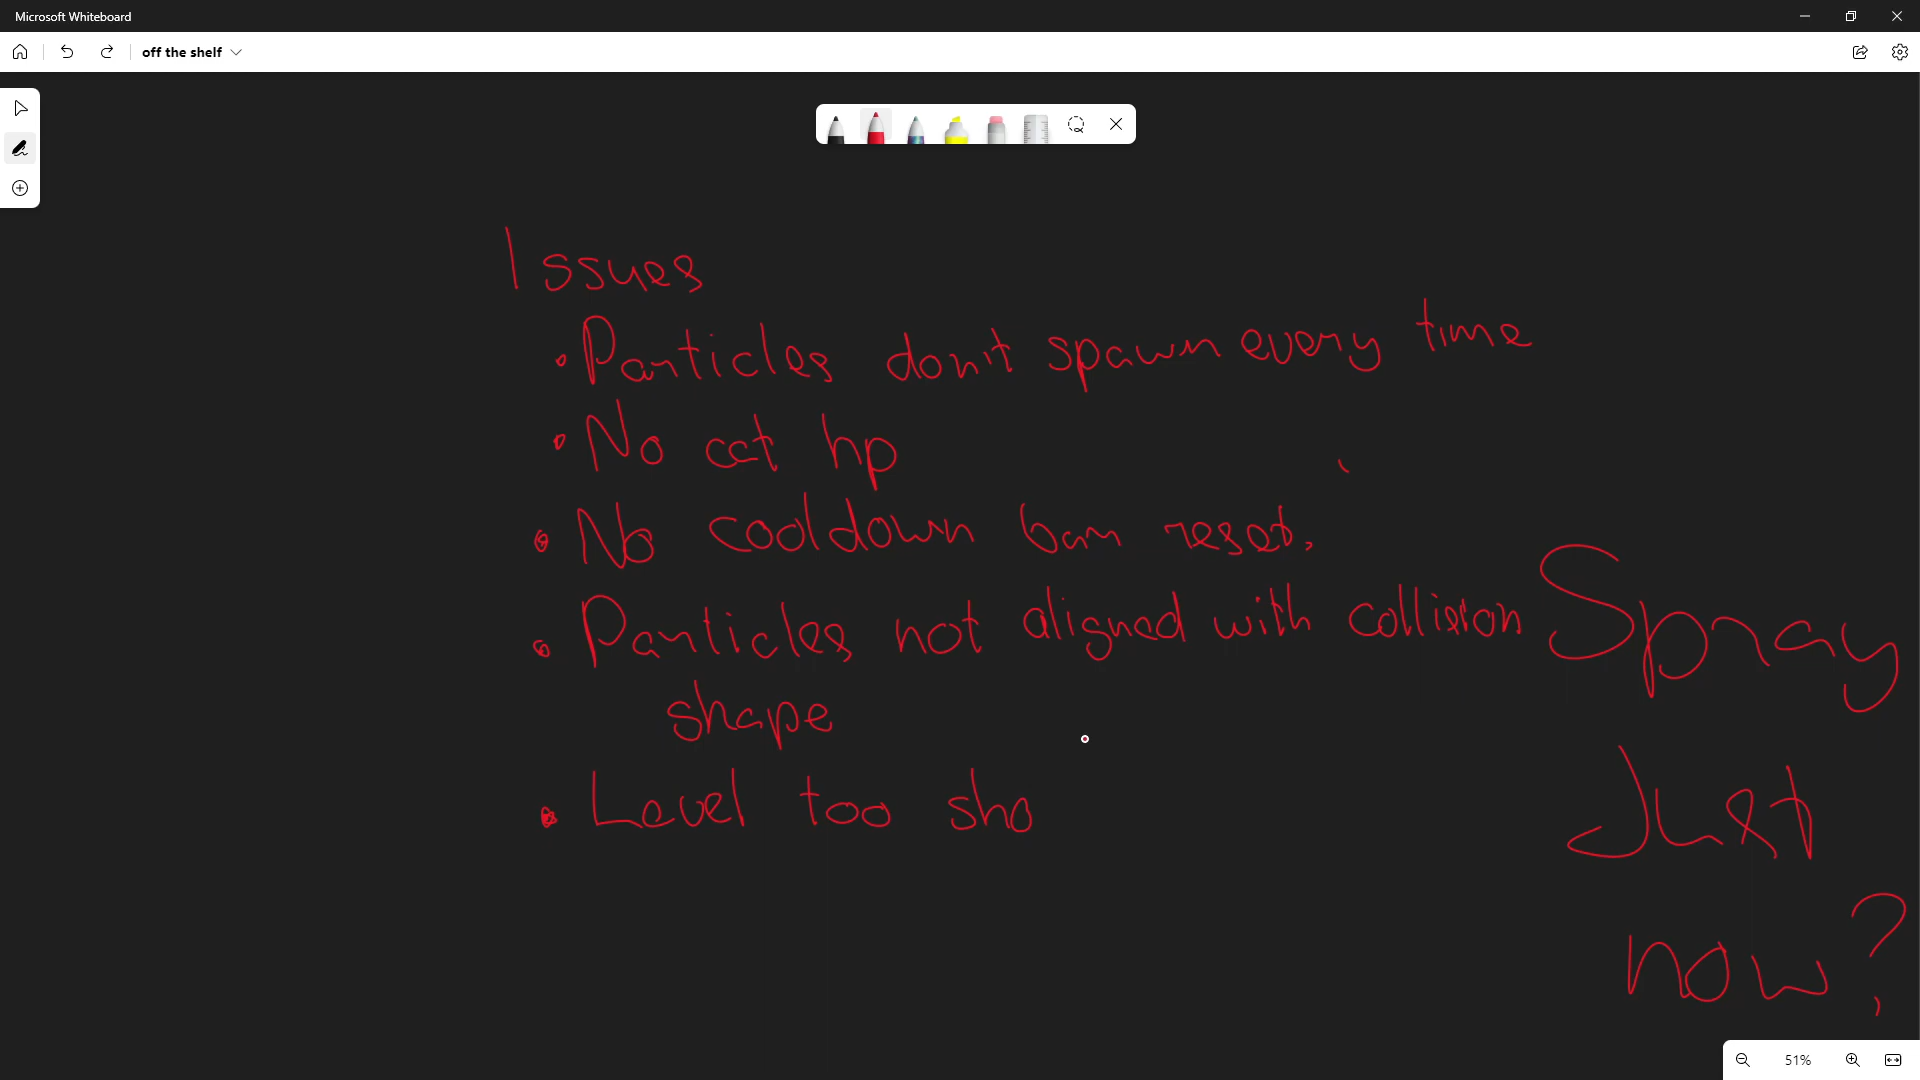 Microsoft Whiteboard
off the shelf
Issues
• Particles don't spawn every time
• No cat hp
• No cooldown bar reset.
• Particles not aligned with collision
shape
• Level too sho
Spray
Just
now?
51%